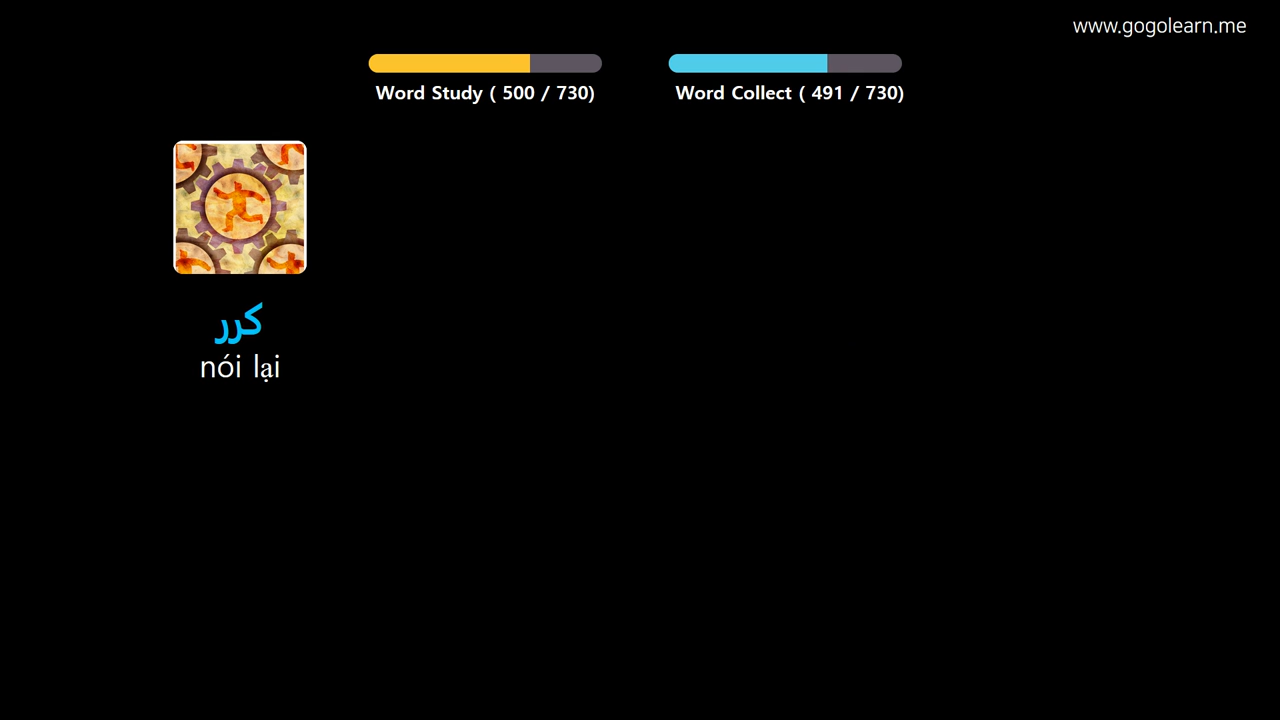 www.gogolearn.me
Word Study ( 500 / 730)
Word Collect ( 491 / 730)
كرر
nói lại